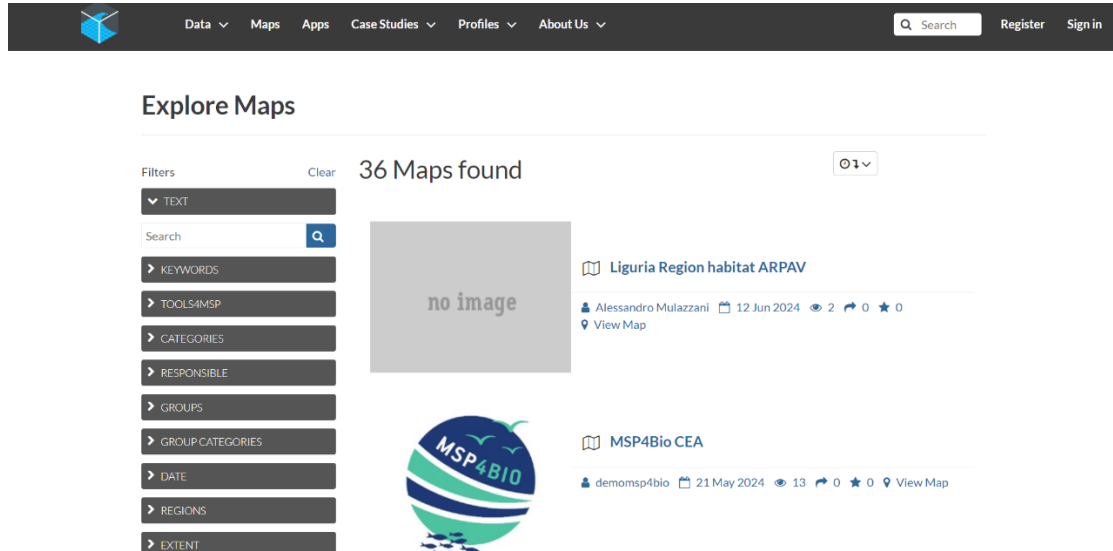 Data Maps Apps Case Studies Profiles About Us Search Register Sign in
Explore Maps
Filters Clear
TEXT
Search
KEYWORDS
TOOLS4MSP
CATEGORIES
RESPONSIBLE
GROUPS
GROUP CATEGORIES
DATE
REGIONS
EXTENT
36 Maps found
no image
Liguria Region habitat ARPAV
Alessandro Mulazzani 12 Jun 2024 2 0 0
View Map
MSP4BIO
MSP4Bio CEA
demomsp4bio 21 May 2024 13 0 0 View Map